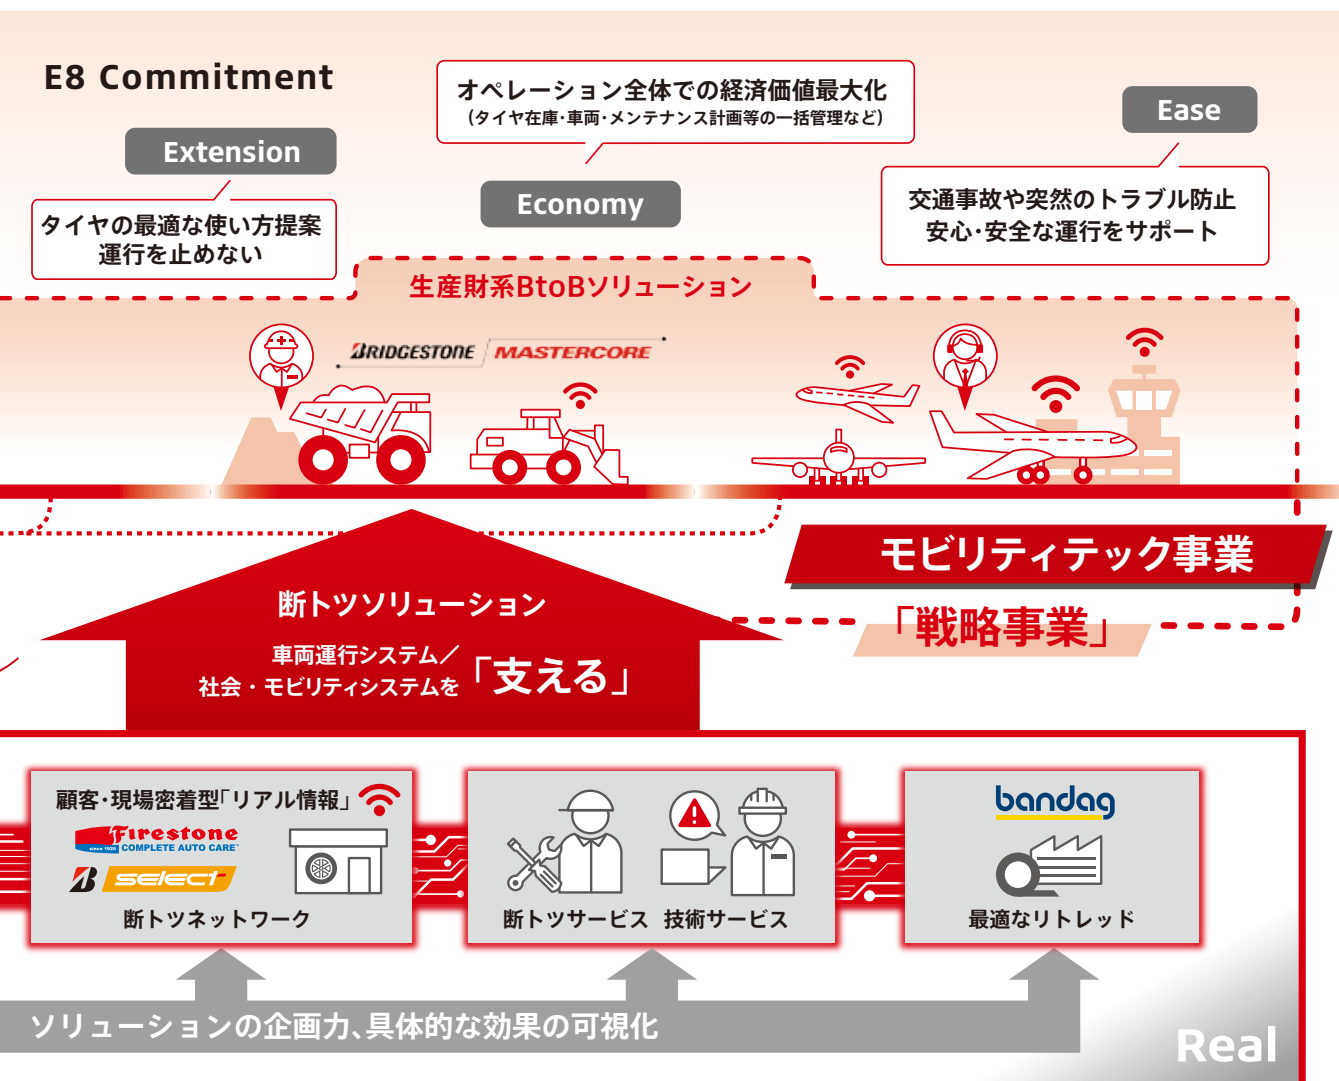 E8 Commitment
Extension
タイヤの最適な使い方提案
運行を止めない
オペレーション全体での経済価値最大化
(タイヤ在庫・車両・メンテナンス計画等の一括管理など)
Economy
Ease
交通事故や突然のトラブル防止
安心・安全な運行をサポート
生産財系BtoBソリューション
BRIDGESTONE MASTERCORE
モビリティテック事業
「戦略事業」
断トツソリューション
車両運行システム／
社会・モビリティシステムを「支える」
顧客・現場密着型「リアル情報」
Firestone
since 1926 COMPLETE AUTO CARE
select
断トツネットワーク
断トツサービス 技術サービス
bandag
最適なリトレッド
ソリューションの企画力、具体的な効果の可視化
Real